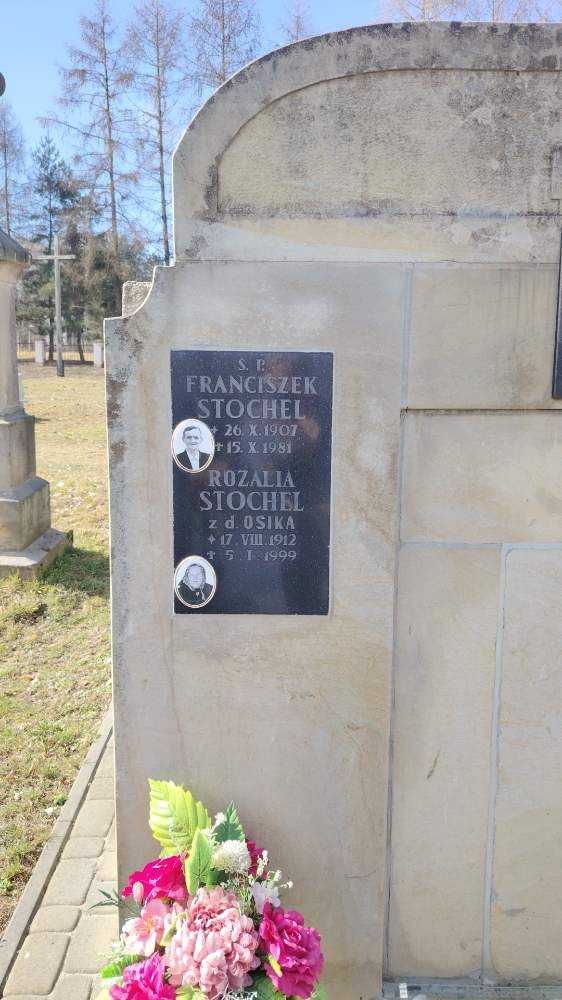 Ś. P.
FRANCISZEK
STOCHEL
* 26. X. 1907
✝ 15. X. 1981
ROZALIA
STOCHEL
z d. OSIKA
* 17. VIII. 1912
✝ 5. I. 1999